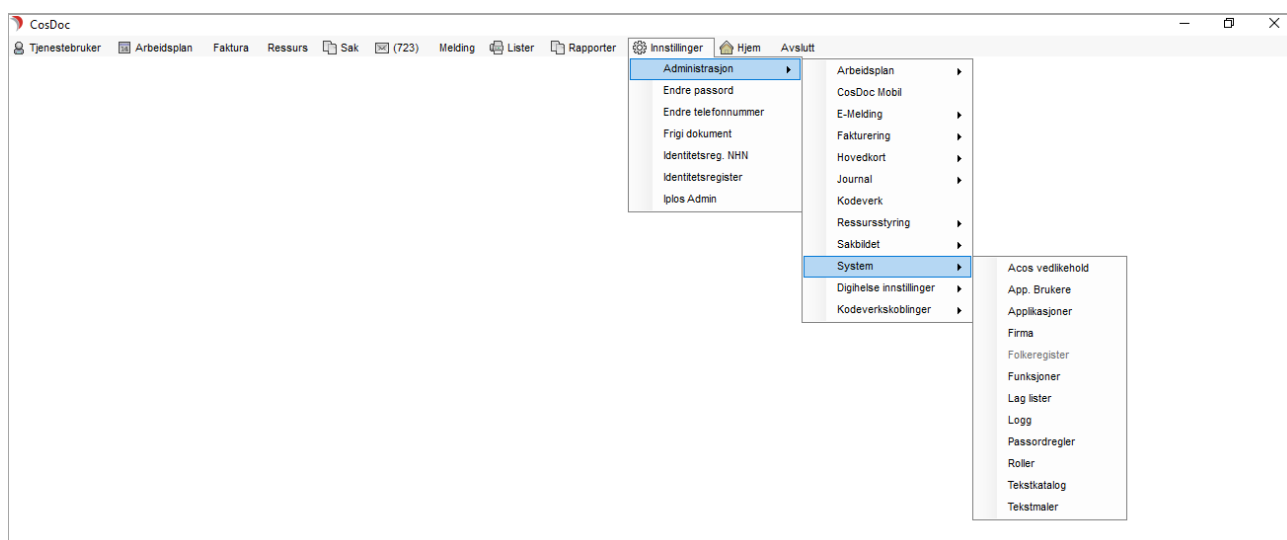 CosDoc
Tjenestebruker Arbeidsplan Faktura Ressurs Sak (723) Melding Lister Rapporter Innstillinger Hjem Avslutt
Administrasjon
Endre passord
Endre telefonnummer
Frigi dokument
Identitetsreg. NHN
Identitetsregister
Iplos Admin
Arbeidsplan
CosDoc Mobil
E-Melding
Fakturering
Hovedkort
Journal
Kodeverk
Ressursstyring
Sakbildet
System
Digihelse innstillinger
Kodeverkskoblinger
Acos vedlikehold
App. Brukere
Applikasjoner
Firma
Folkeregister
Funksjoner
Lag lister
Logg
Passordregler
Roller
Tekstkatalog
Tekstmaler